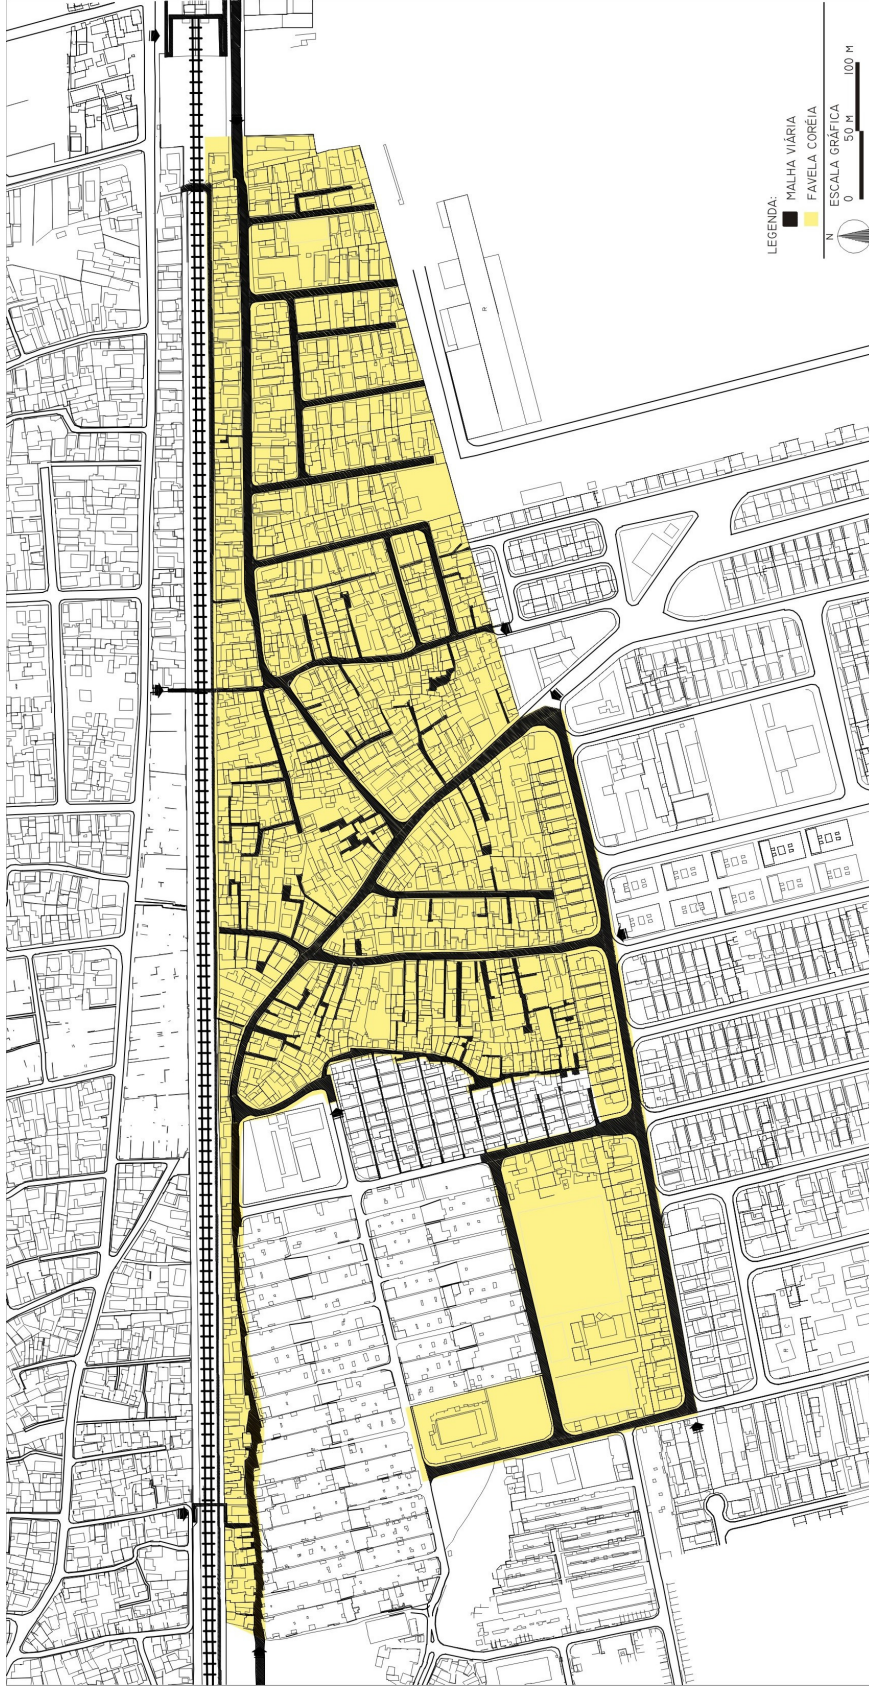 LEGENDA:
MALHA VIÁRIA
FAVELA CORÉIA
N
ESCALA GRÁFICA
0 50 M 100 M